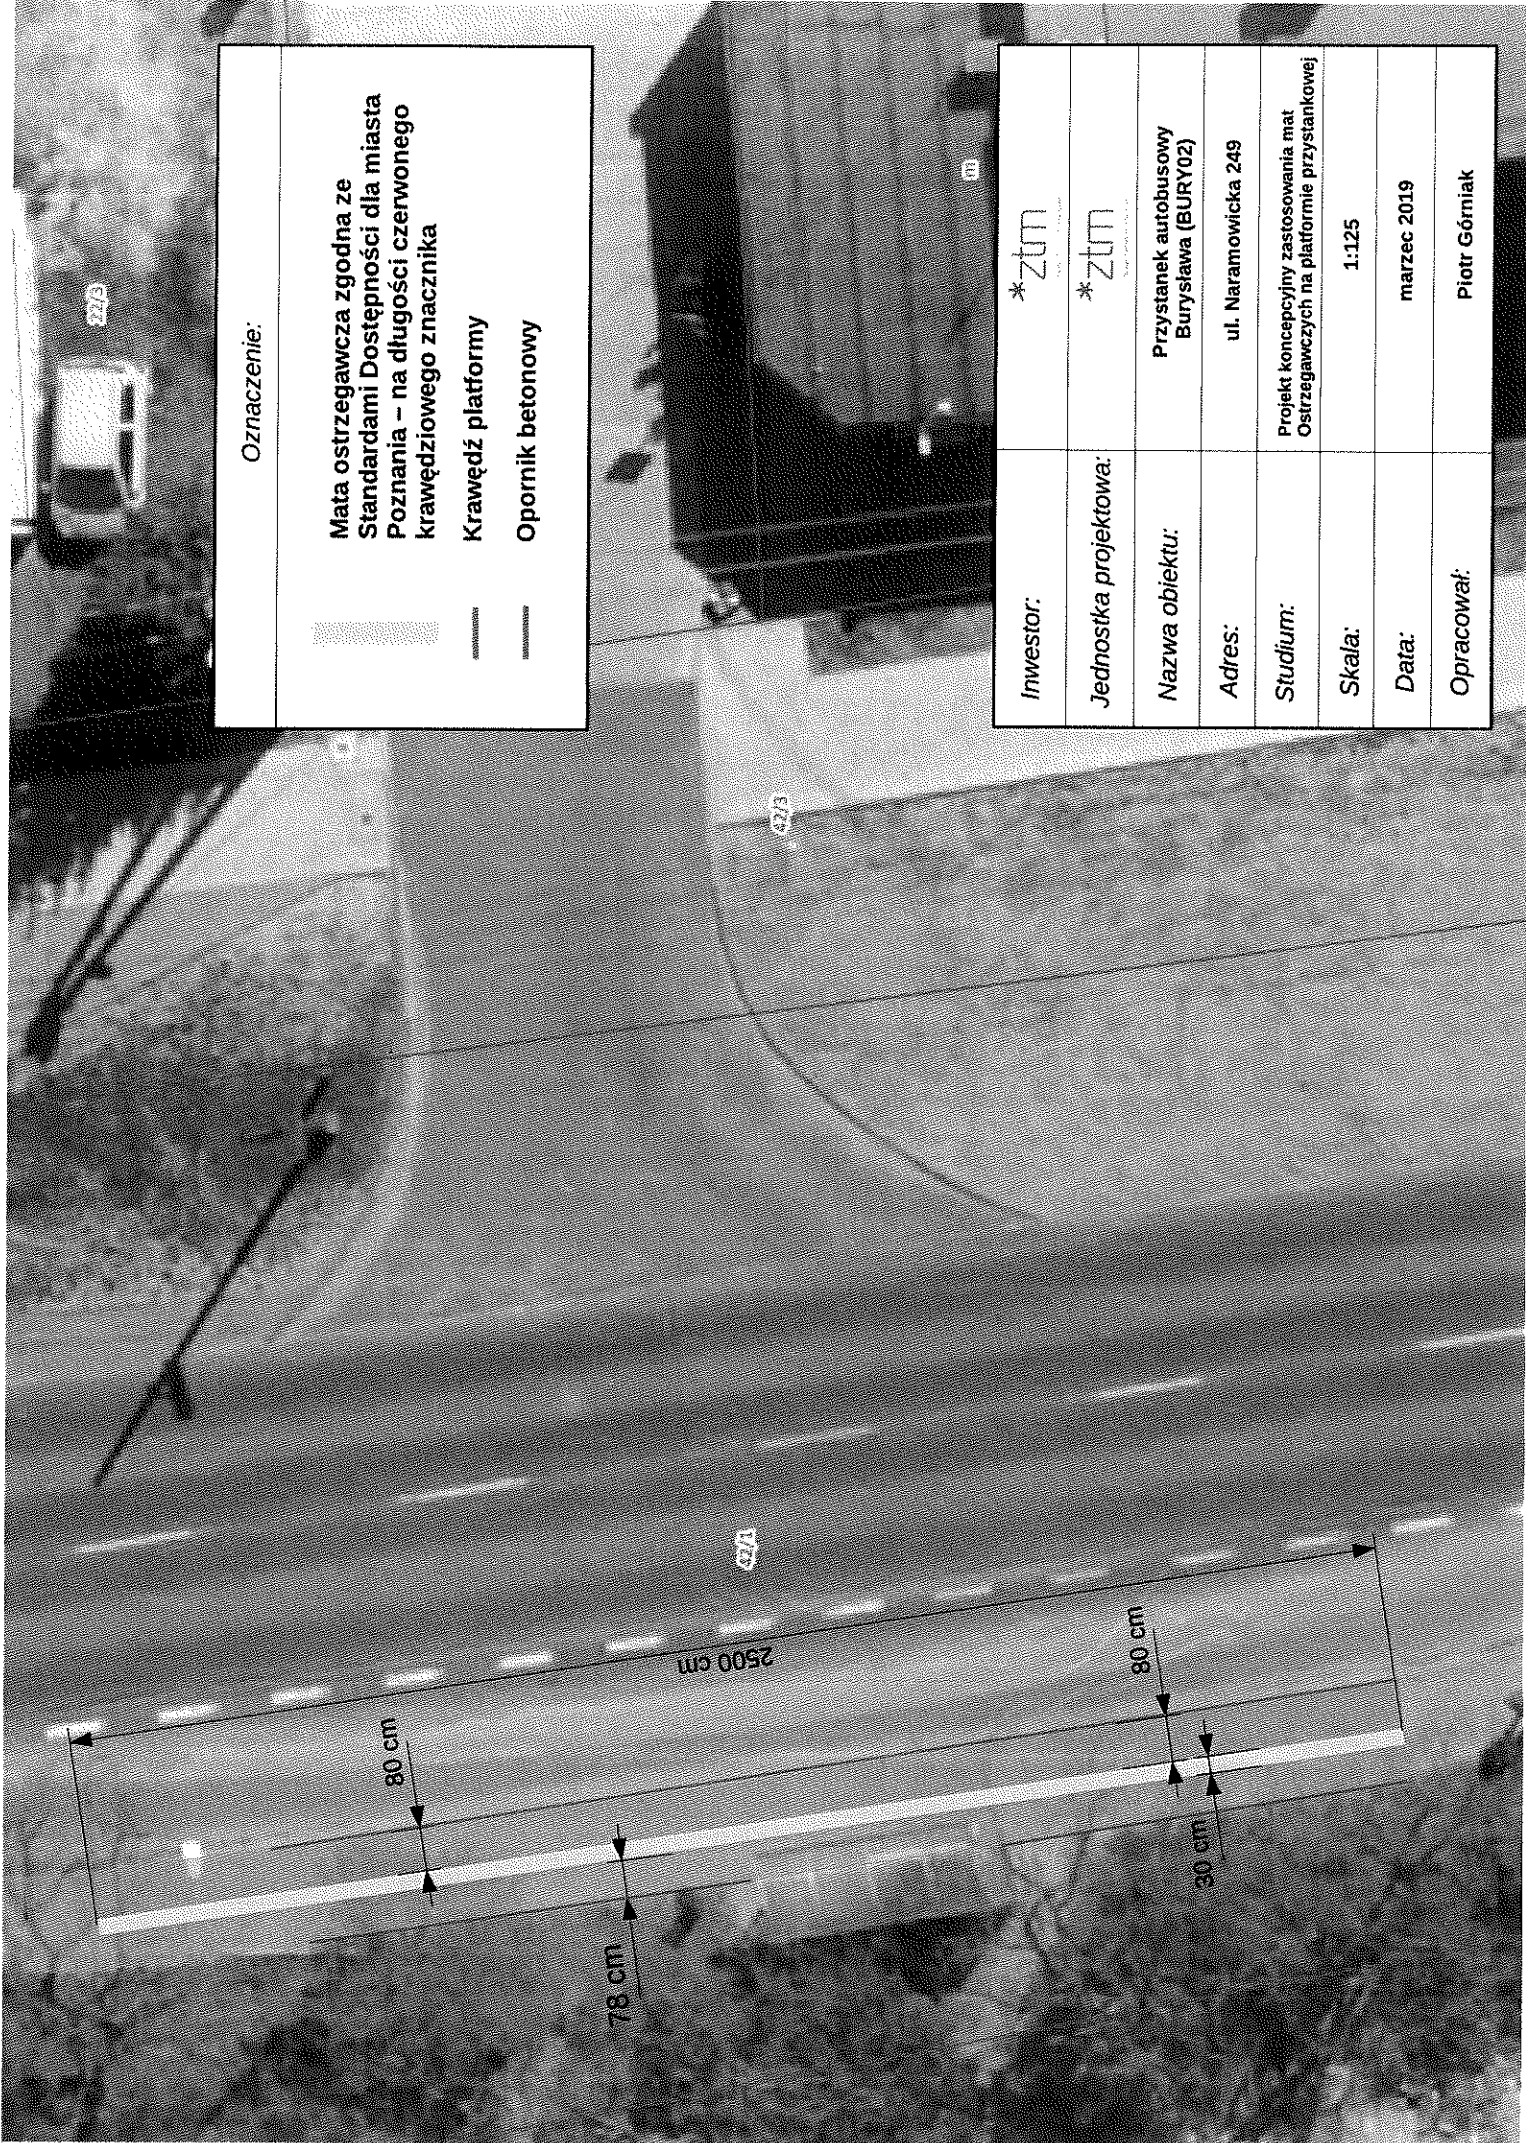 Oznaczenie:
Mata ostrzegawcza zgodna ze
Standardami Dostępności dla miasta
Poznania – na długości czerwonego
krawędziowego znacznika
Krawędź platformy
Opornik betonowy
Inwestor:
*ztm
Jednostka projektowa:
*ztm
Nazwa obiektu:
Przystanek autobusowy
Burysława (BURY02)
Adres:
ul. Naramowicka 249
Studium:
Projekt koncepcyjny zastosowania mat
Ostrzegawczych na platformie przystankowej
Skala:
1:125
Data:
marzec 2019
Opracował:
Piotr Górniak
22/3
m
42/3
42/1
2500 cm
80 cm
80 cm
78 cm
30 cm